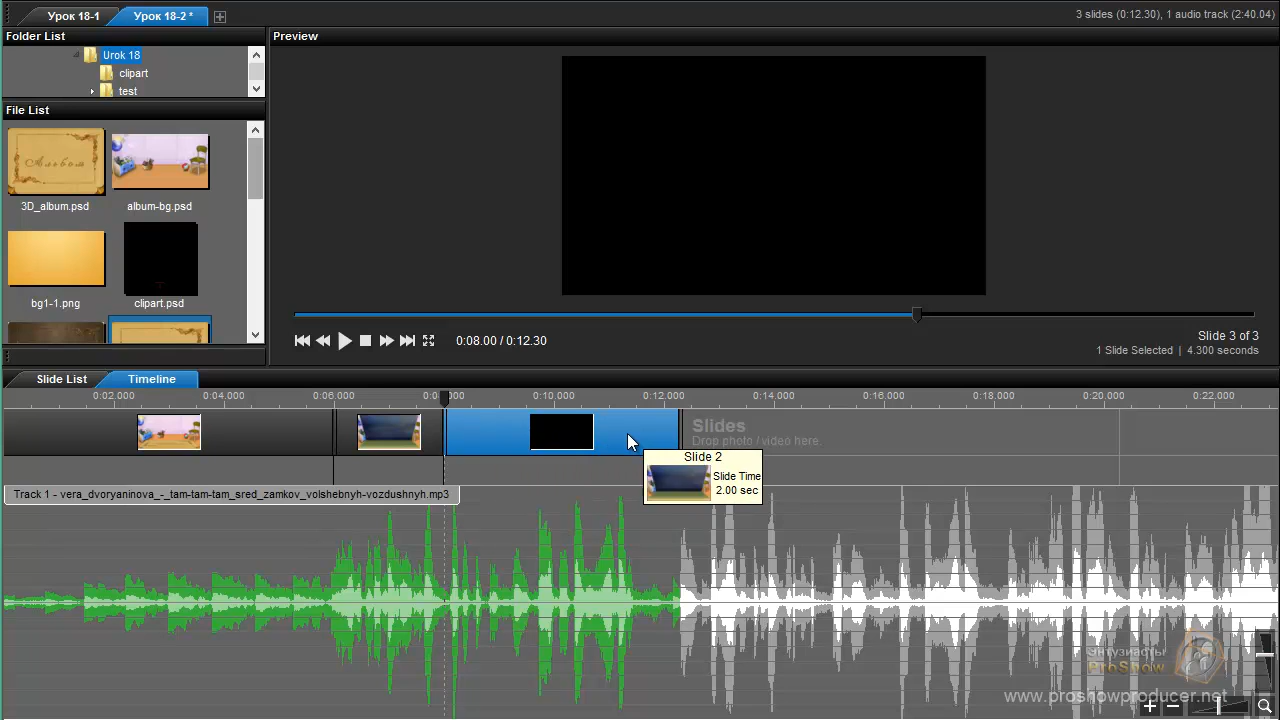 Урок 18-1
Урок 18-2 *
3 slides (0:12.30), 1 audio track (2:40.04)
Folder List
Preview
Urok 18
clipart
test
File List
Альбом
3D_album.psd
album-bg.psd
bg1-1.png
clipart.psd
0:08.00 / 0:12.30
Slide 3 of 3
1 Slide Selected | 4.300 seconds
Slide List
Timeline
0:02.000
0:04.000
0:06.000
0:10.000
0:12.000
0:14.000
0:16.000
0:18.000
0:20.000
0:22.000
Slides
Drop photo / video here.
Slide 2
Slide Time
2.00 sec
Track 1 - vera_dvoryaninova_-_tam-tam-tam_sred_zamkov_volshebnyh-vozdushnyh.mp3
Энтузиасты
ProShow
www.proshowproducer.net